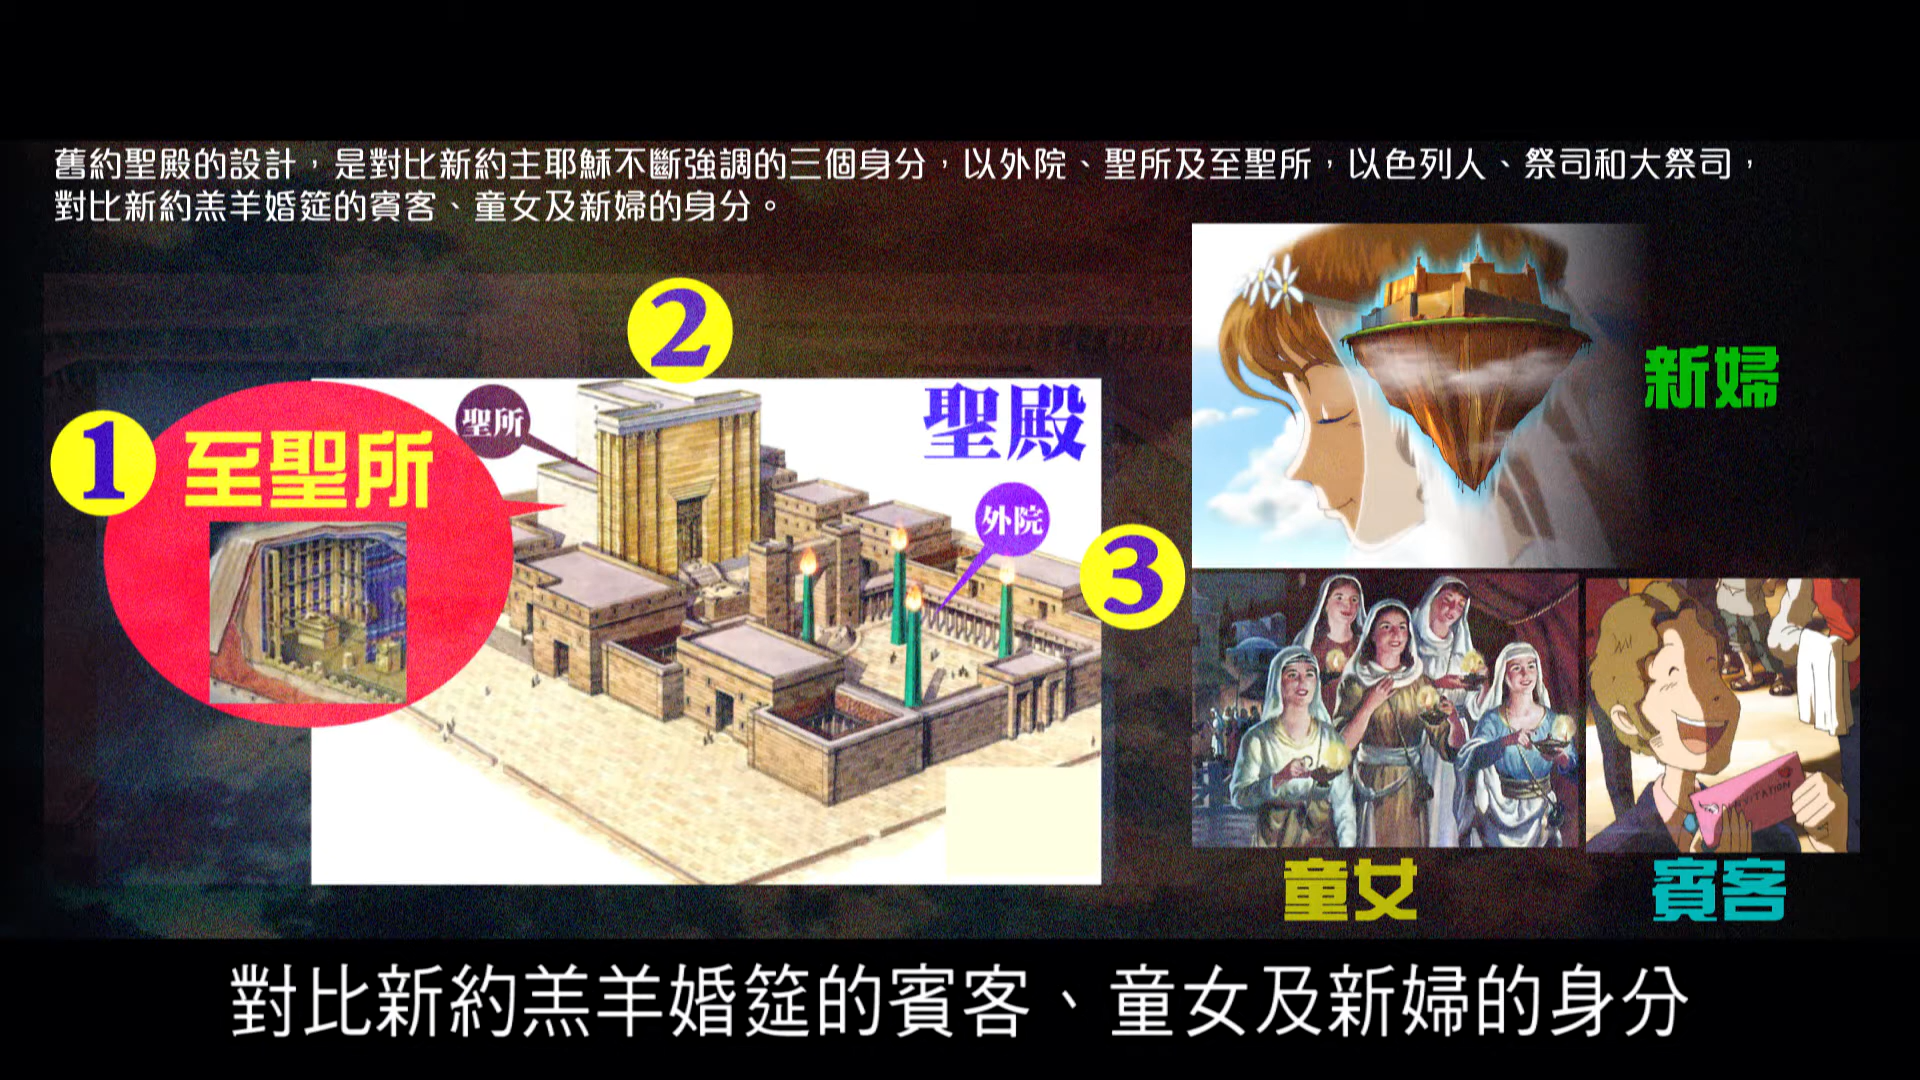 舊約聖殿的設計，是對比新約主耶穌不斷強調的三個身分，以外院、聖所及至聖所，以色列人、祭司和大祭司，
對比新約羔羊婚筵的賓客、童女及新婦的身分。
2
聖殿
聖所
1
至聖所
外院
3
新婦
INVITATION
童女
賓客
對比新約羔羊婚筵的賓客、童女及新婦的身分